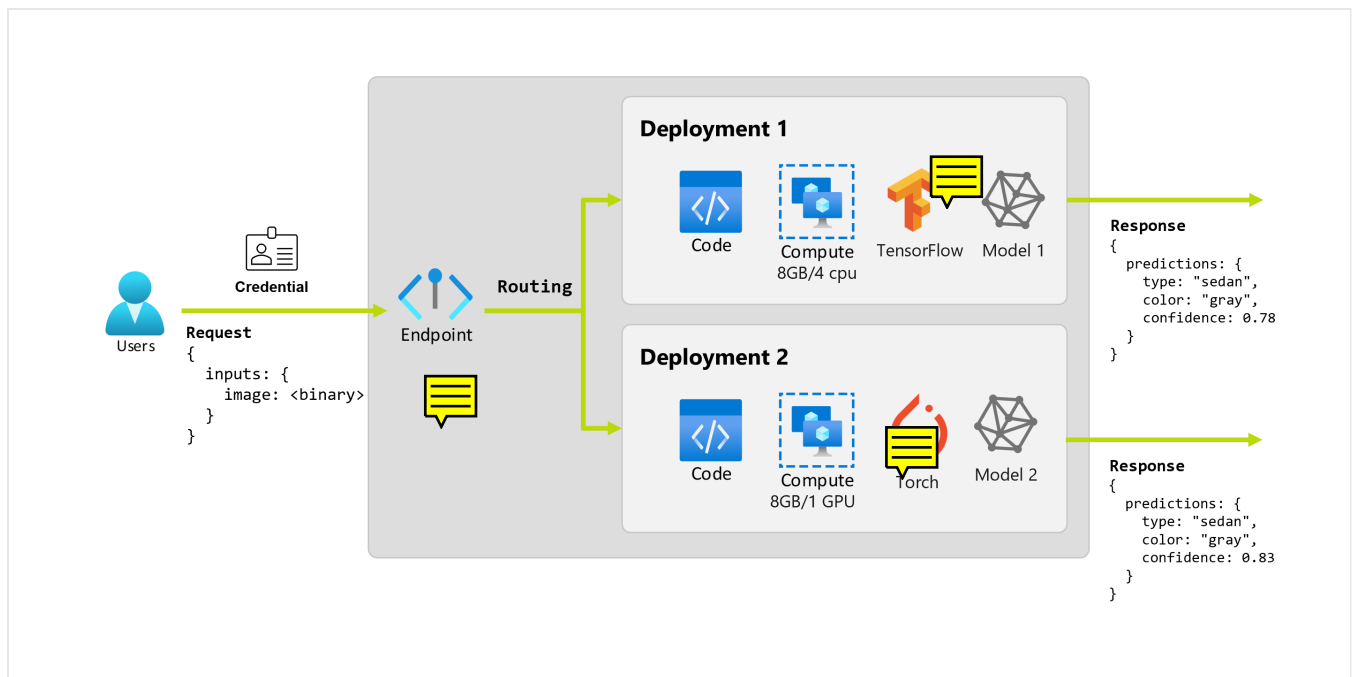 Deployment 1
Code
Compute
8GB/4 cpu
TensorFlow
Model 1
Response
{
  predictions: {
    type: "sedan",
    color: "gray",
    confidence: 0.78
  }
}
Credential
Users
Request
{
  inputs: {
    image: <binary>
  }
}
Endpoint
Routing
Deployment 2
Code
Compute
8GB/1 GPU
Torch
Model 2
Response
{
  predictions: {
    type: "sedan",
    color: "gray",
    confidence: 0.83
  }
}